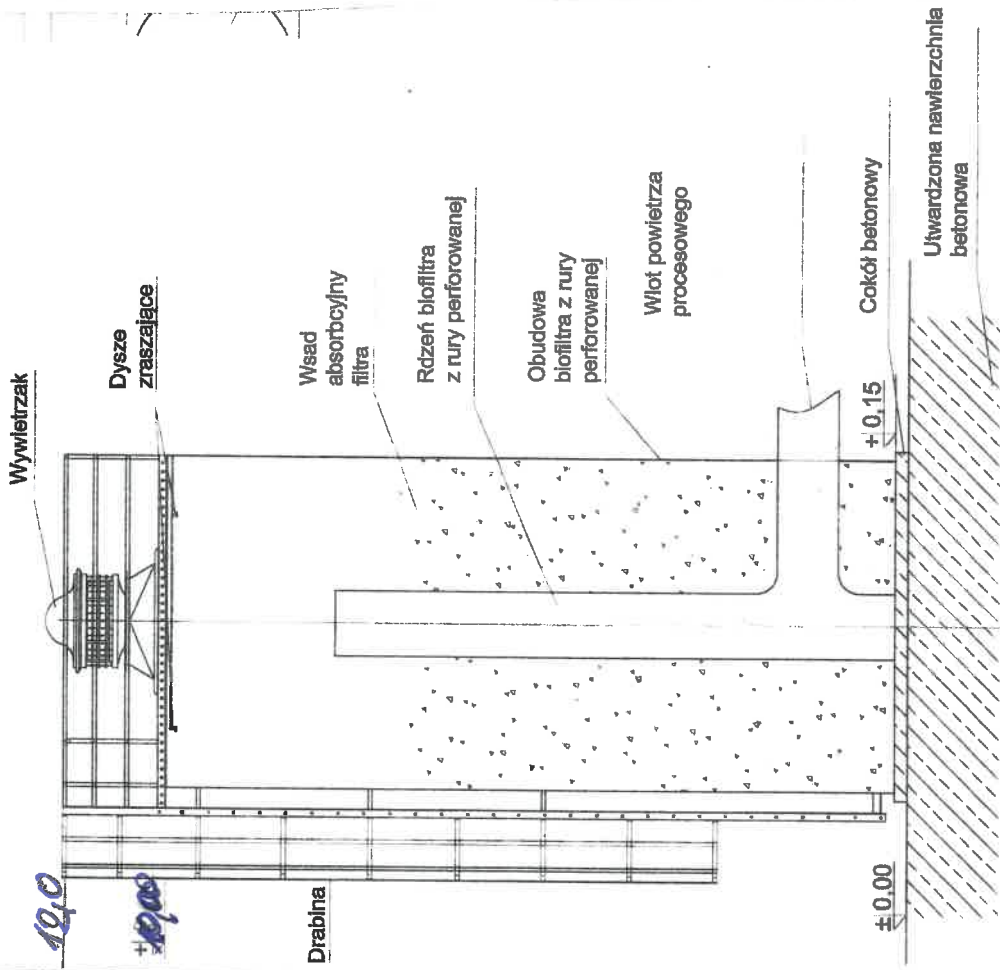 Wywietrzak
Dysze
zraszające
Wsad
absorbcyjny
filtra
Rdzeń biofiltra
z rury perforowanej
Obudowa
biofiltra z rury
perforowanej
Wlot powietrza
procesowego
+ 0,15
Cokół betonowy
Utwardzona nawierzchnia
betonowa
12,0
Drabina
± 0,00